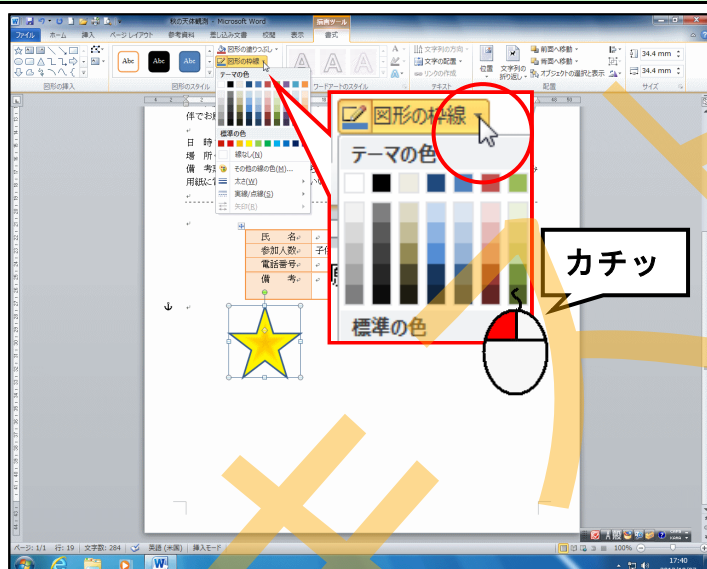 秋の天体観測 - Microsoft Word
描画ツール
ファイル ホーム 挿入 ページ レイアウト 参考資料 差し込み文書 校閲 表示 書式
図形の塗りつぶし
図形の枠線
Abc Abc Abc
A A A
文字列の方向
文字の配置
リンクの作成
位置 文字列の折り返し
前面へ移動
背面へ移動
オブジェクトの選択と表示
34.4 mm
34.4 mm
図形の挿入 図形のスタイル ワードアートのスタイル テキスト 配置 サイズ
テーマの色
標準の色
線なし(N)
その他の線の色(M)...
太さ(W)
実線/点線(S)
矢印(R)
伴でお
日 時
場 所
備 考
用紙に
氏 名
参加人数
電話番号
備 考
図形の枠線
テーマの色
標準の色
カチッ
ページ: 1/1 行: 19 文字数: 284 英語 (米国) 挿入モード
100%
A 般
17:40